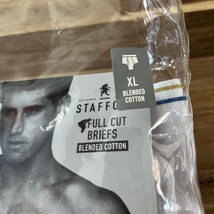 STAFFO
FULL CUT
BRIEFS
BLENDED COTTON
XL
BLENDED
COTTON